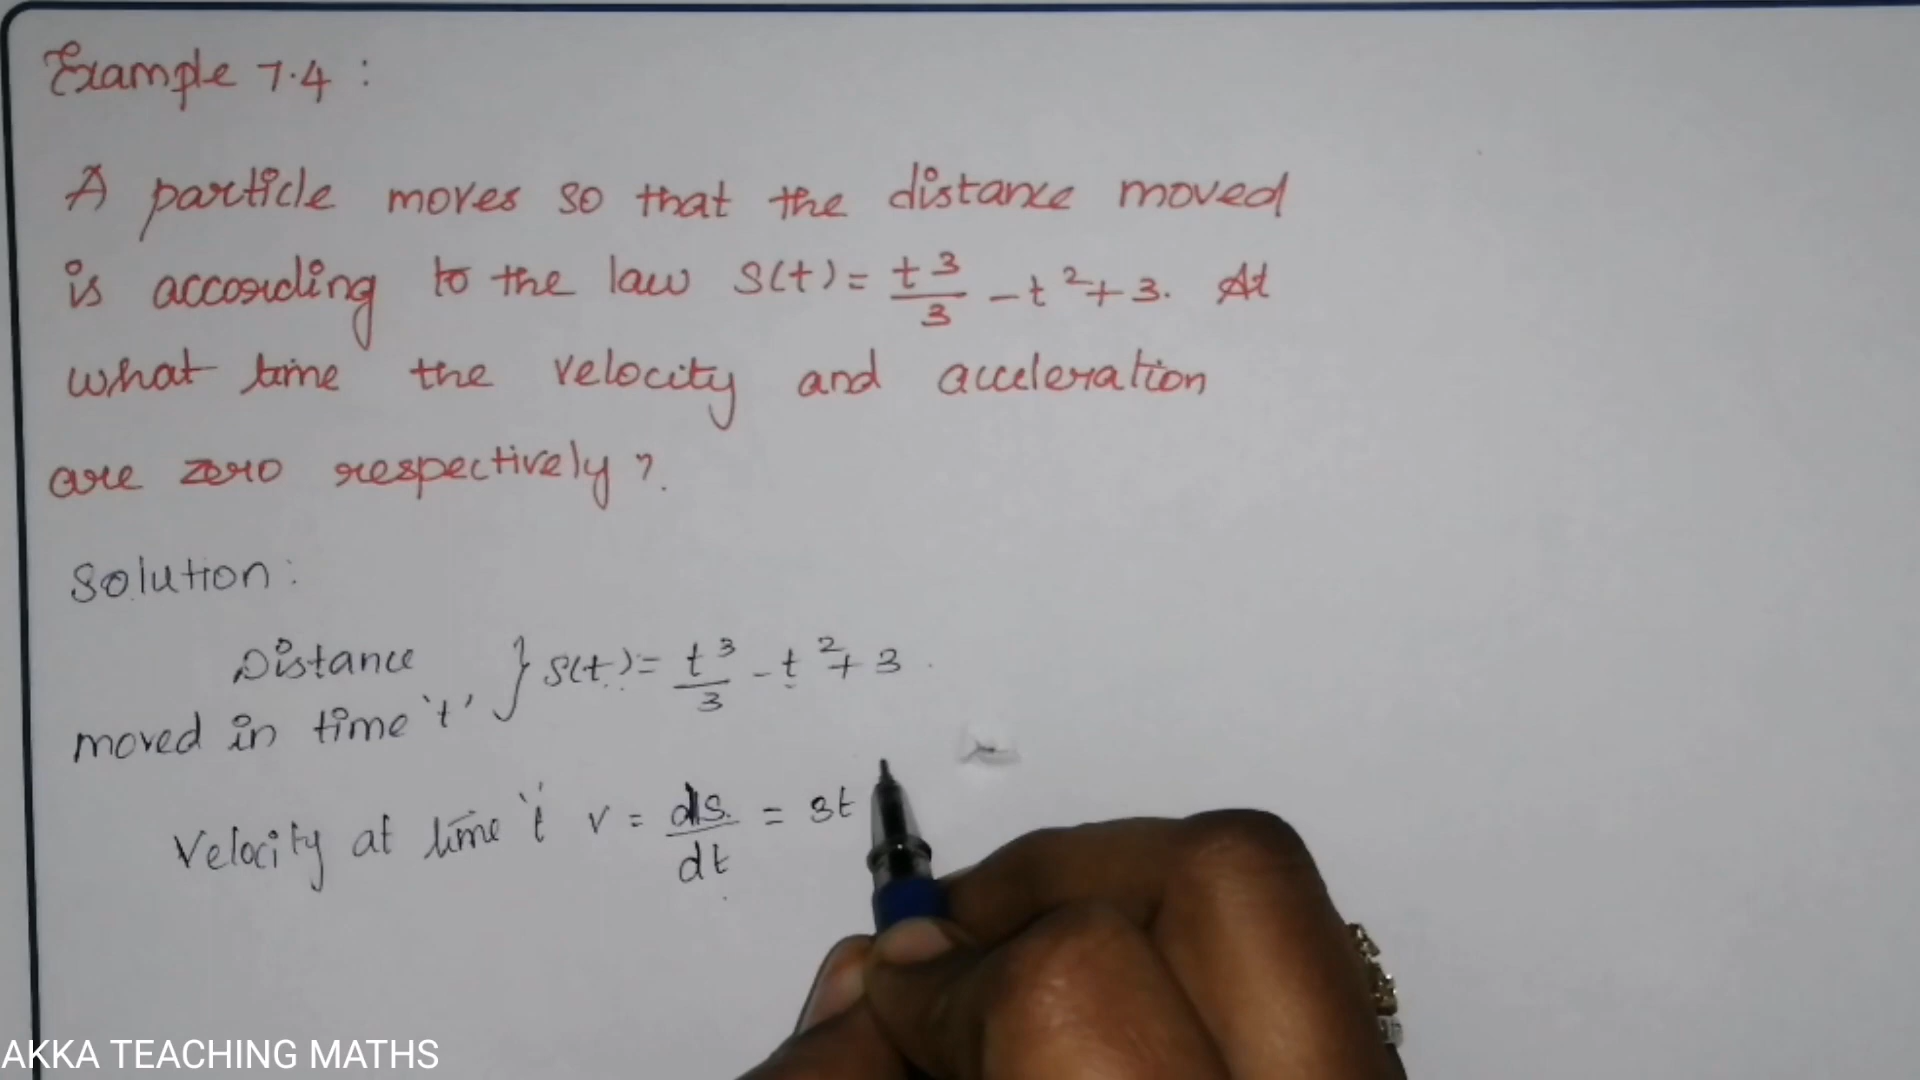 Example 7.4 :
A particle moves so that the distance moved
is according to the law S(t) = t³/3 - t² + 3. At
what time the velocity and acceleration
are zero respectively ?
Solution :
Distance
moved in time 't' } S(t) = t³/3 - t² + 3.
Velocity at time 't' v = ds/dt = 3t
AKKA TEACHING MATHS